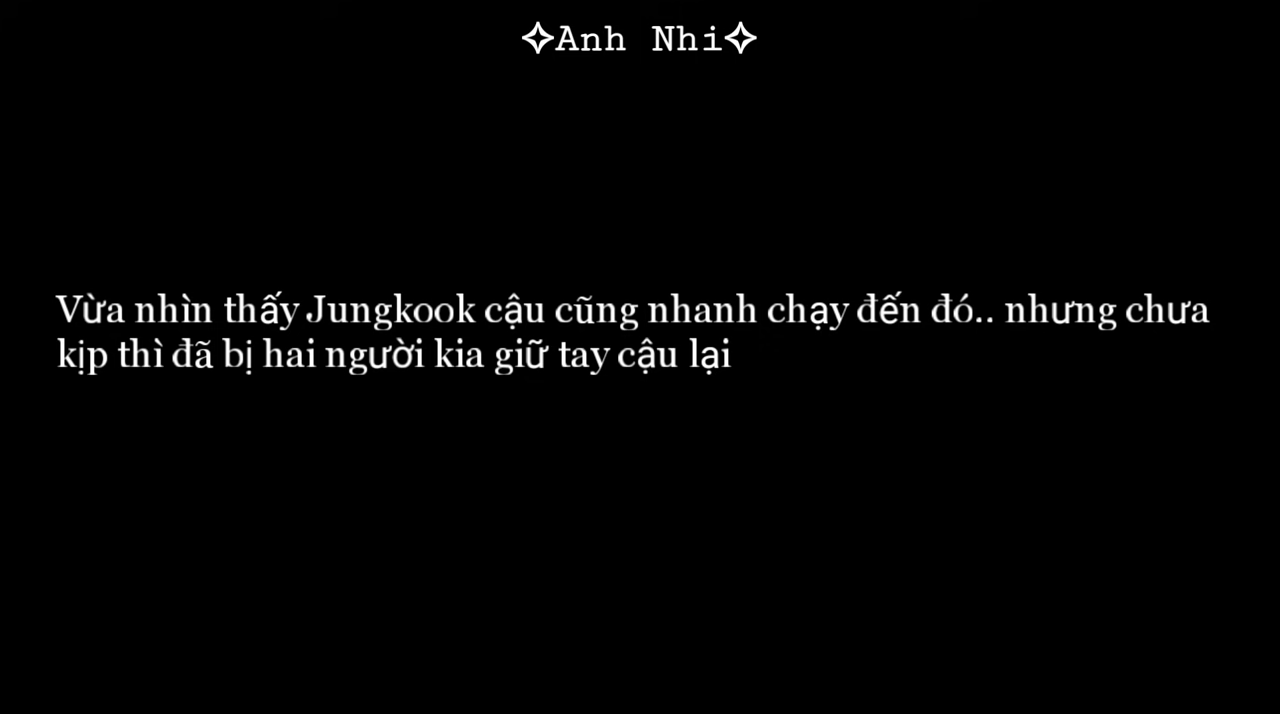 ✧Anh Nhi✧
Vừa nhìn thấy Jungkook cậu cũng nhanh chạy đến đó.. nhưng chưa
kịp thì đã bị hai người kia giữ tay cậu lại